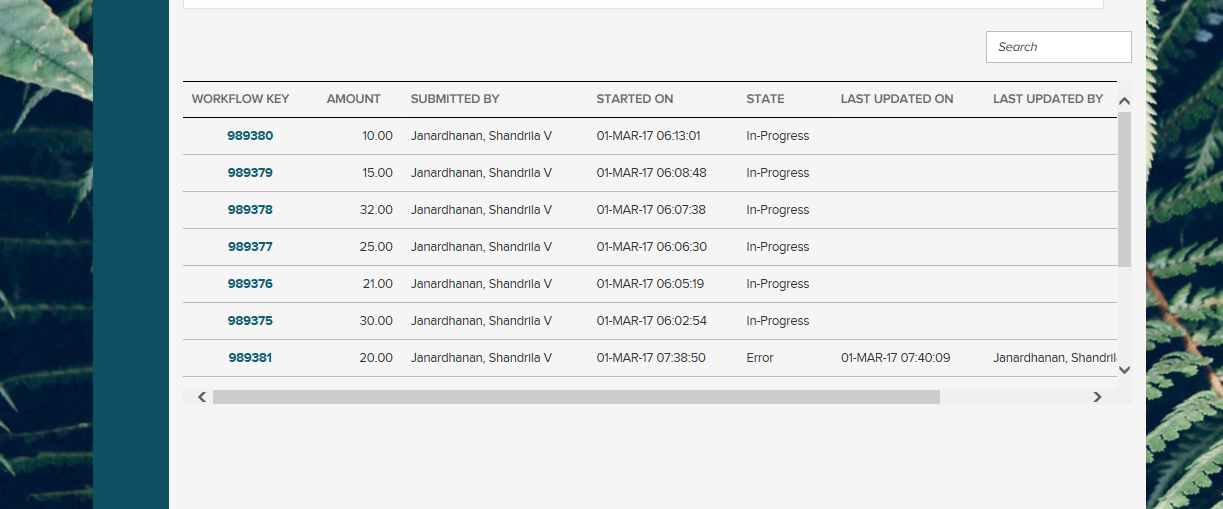 Search
WORKFLOW KEY AMOUNT SUBMITTED BY STARTED ON STATE LAST UPDATED ON LAST UPDATED BY
989380 10.00 Janardhanan, Shandrila V 01-MAR-17 06:13:01 In-Progress
989379 15.00 Janardhanan, Shandrila V 01-MAR-17 06:08:48 In-Progress
989378 32.00 Janardhanan, Shandrila V 01-MAR-17 06:07:38 In-Progress
989377 25.00 Janardhanan, Shandrila V 01-MAR-17 06:06:30 In-Progress
989376 21.00 Janardhanan, Shandrila V 01-MAR-17 06:05:19 In-Progress
989375 30.00 Janardhanan, Shandrila V 01-MAR-17 06:02:54 In-Progress
989381 20.00 Janardhanan, Shandrila V 01-MAR-17 07:38:50 Error 01-MAR-17 07:40:09 Janardhanan, Shandril